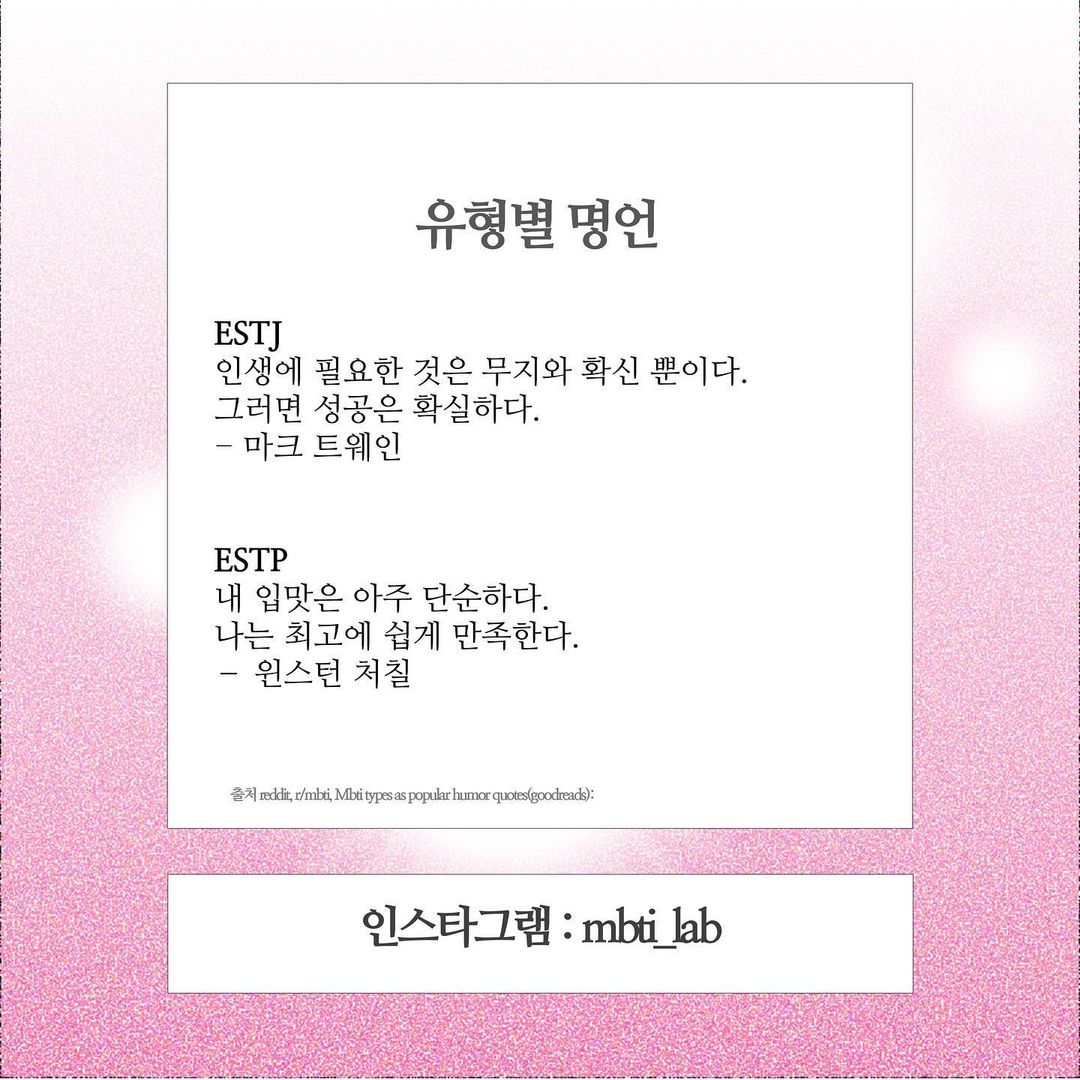 유형별 명언
ESTJ
인생에 필요한 것은 무지와 확신 뿐이다.
그러면 성공은 확실하다.
- 마크 트웨인
ESTP
내 입맛은 아주 단순하다.
나는 최고에 쉽게 만족한다.
- 윈스턴 처칠
출처 reddit, r/mbti, Mbti types as popular humor quotes(goodreads):
인스타그램 : mbti_lab